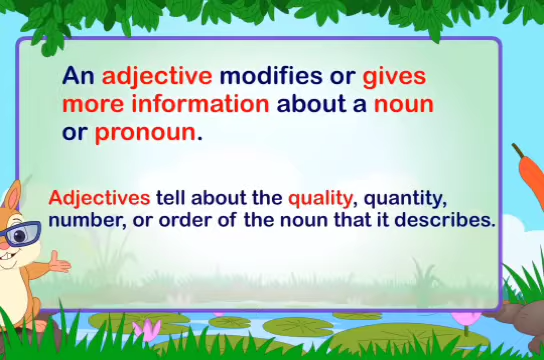 An adjective modifies or gives
more information about a noun
or pronoun.
Adjectives tell about the quality, quantity,
number, or order of the noun that it describes.